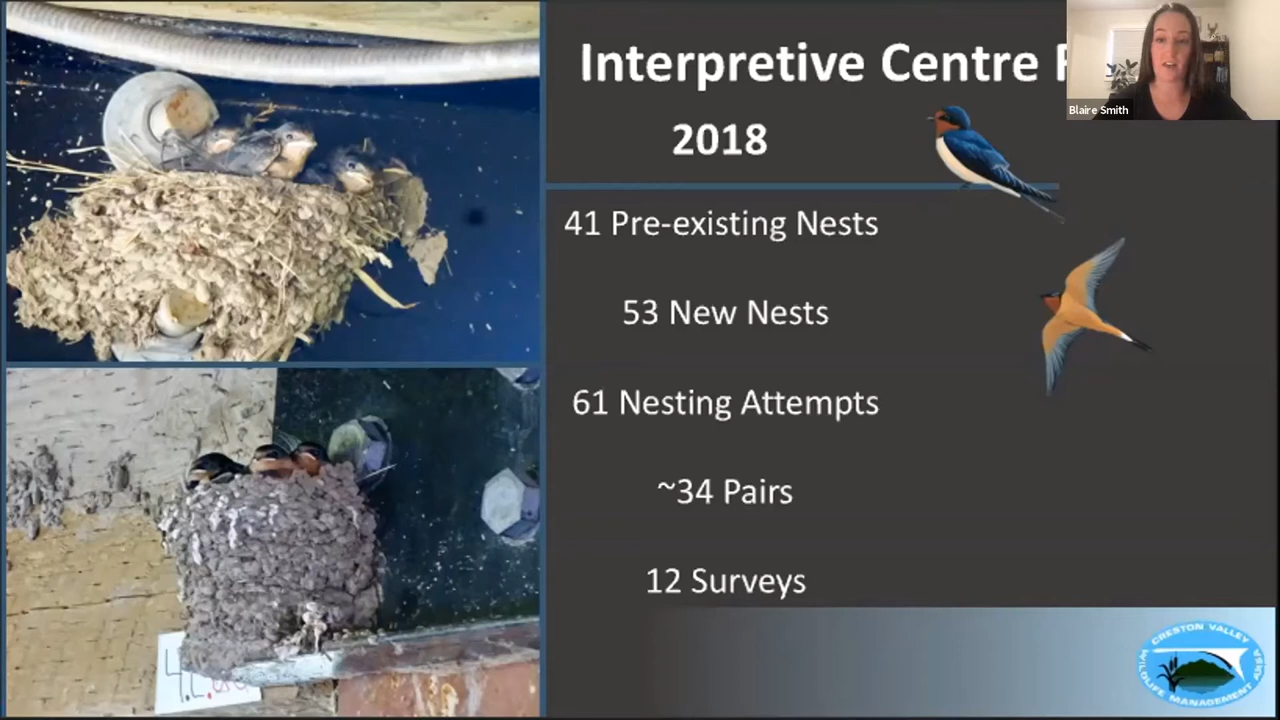 Interpretive Centre
2018
41 Pre-existing Nests
53 New Nests
61 Nesting Attempts
~34 Pairs
12 Surveys
Blaire Smith
CRESTON VALLEY
WILDLIFE MANAGEMENT AREA